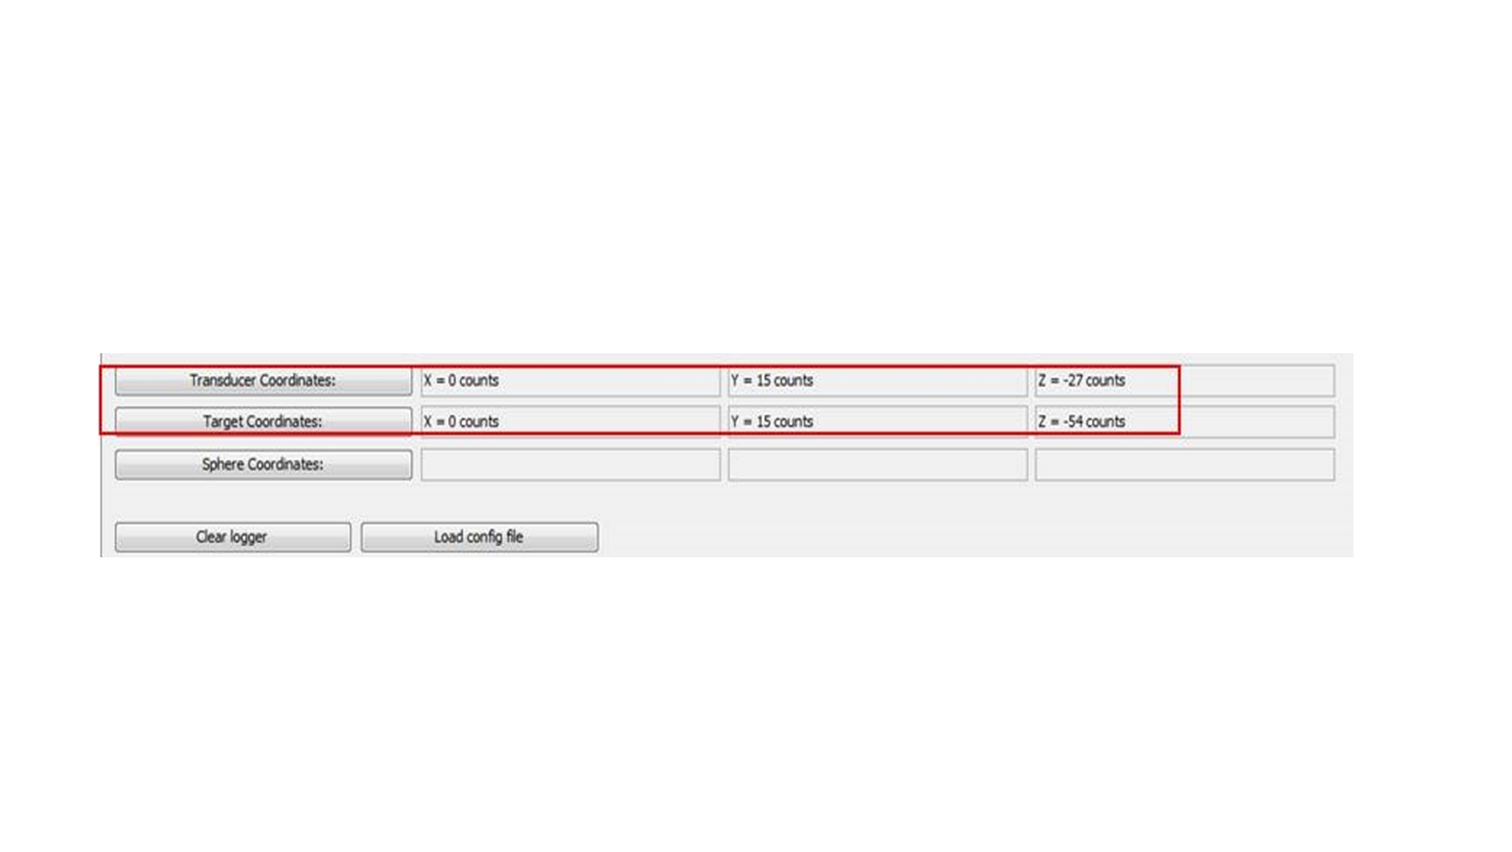 Transducer Coordinates: X = 0 counts Y = 15 counts Z = -27 counts
Target Coordinates: X = 0 counts Y = 15 counts Z = -54 counts
Sphere Coordinates:
Clear logger Load config file